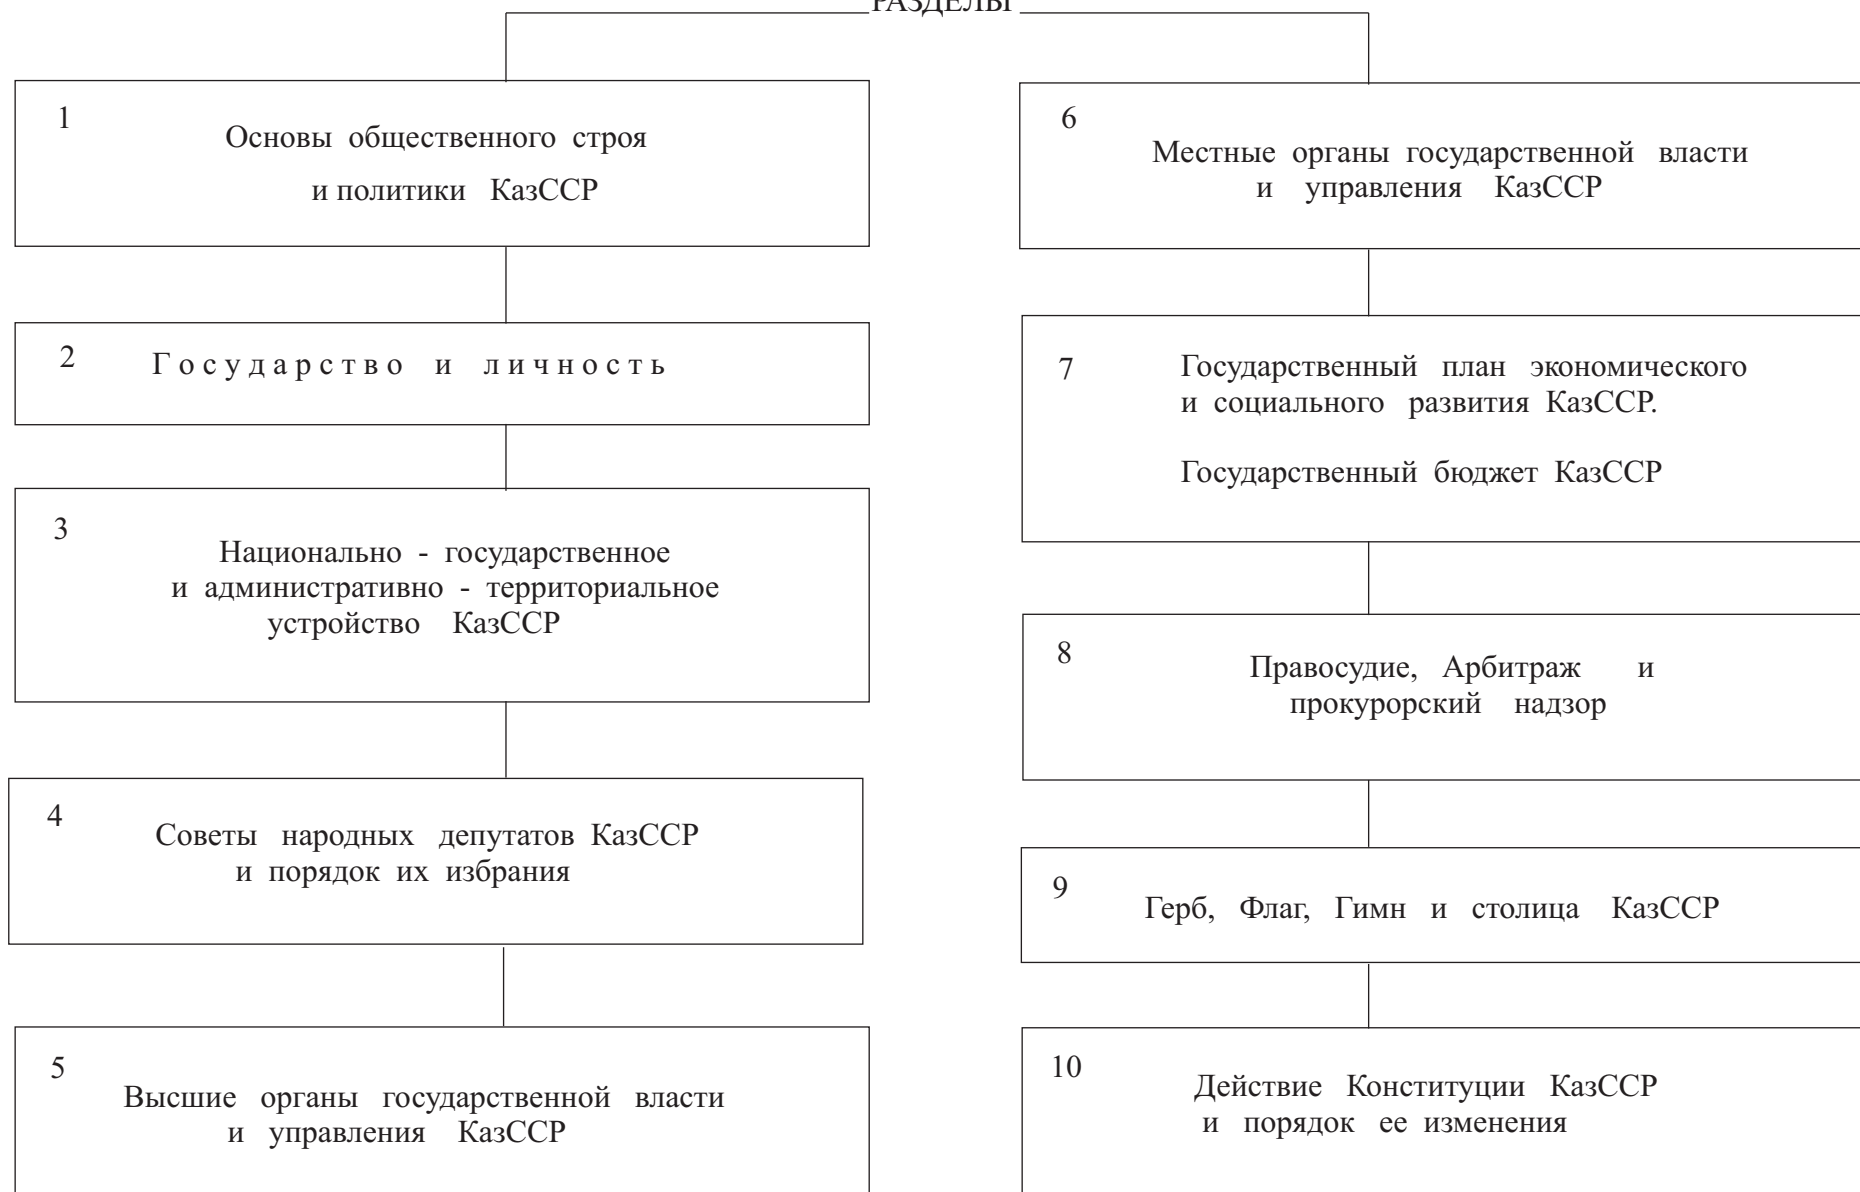 РАЗДЕЛЫ
1
Основы общественного строя
и политики КазССР
2
Государство и личность
3
Национально - государственное
и административно - территориальное
устройство КазССР
4
Советы народных депутатов КазССР
и порядок их избрания
5
Высшие органы государственной власти
и управления КазССР
6
Местные органы государственной власти
и управления КазССР
7
Государственный план экономического
и социального развития КазССР.
Государственный бюджет КазССР
8
Правосудие, Арбитраж и
прокурорский надзор
9
Герб, Флаг, Гимн и столица КазССР
10
Действие Конституции КазССР
и порядок ее изменения